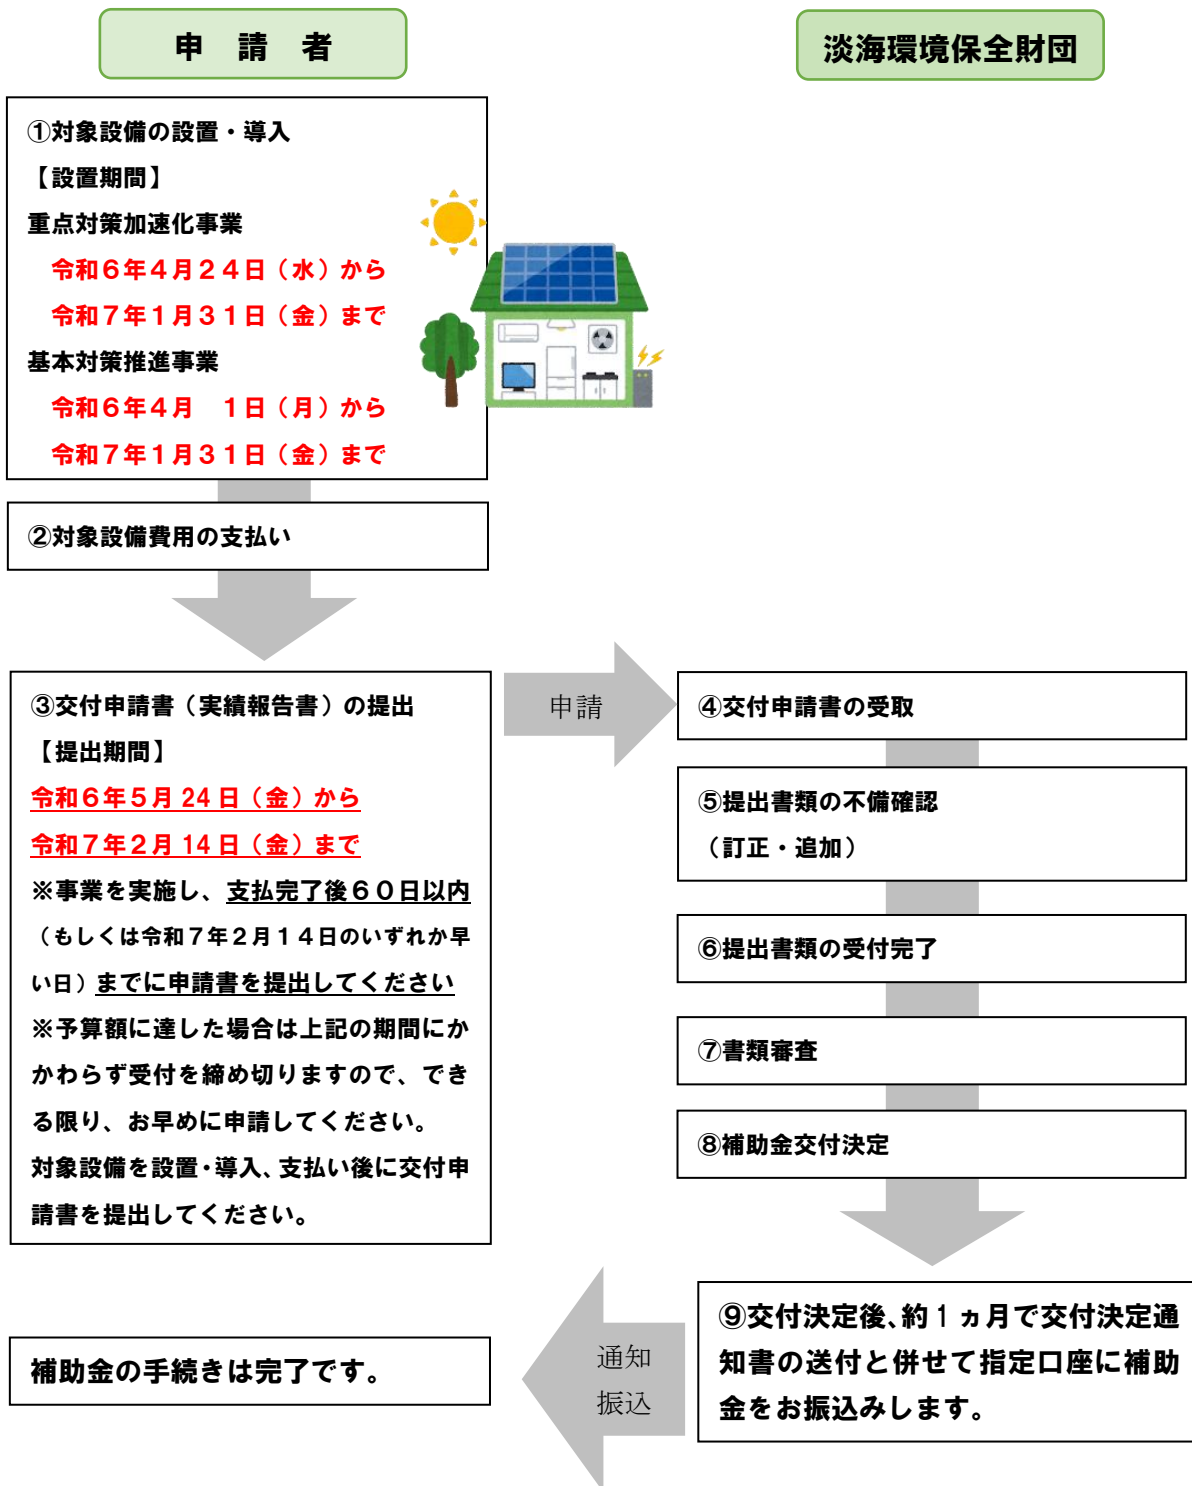 申　請　者
淡海環境保全財団
①対象設備の設置・導入
【設置期間】
重点対策加速化事業
令和６年４月２４日（水）から
令和７年１月３１日（金）まで
基本対策推進事業
令和６年４月　１日（月）から
令和７年１月３１日（金）まで
②対象設備費用の支払い
③交付申請書（実績報告書）の提出
【提出期間】
令和６年５月 24 日（金）から
令和７年２月 14 日（金）まで
※事業を実施し、支払完了後６０日以内
（もしくは令和７年２月１４日のいずれか早
い日）までに申請書を提出してください
※予算額に達した場合は上記の期間にか
かわらず受付を締め切りますので、でき
る限り、お早めに申請してください。
対象設備を設置・導入、支払い後に交付申
請書を提出してください。
申請
④交付申請書の受取
⑤提出書類の不備確認
（訂正・追加）
⑥提出書類の受付完了
⑦書類審査
⑧補助金交付決定
⑨交付決定後、約１ヵ月で交付決定通
知書の送付と併せて指定口座に補助
金をお振込みします。
通知
振込
補助金の手続きは完了です。